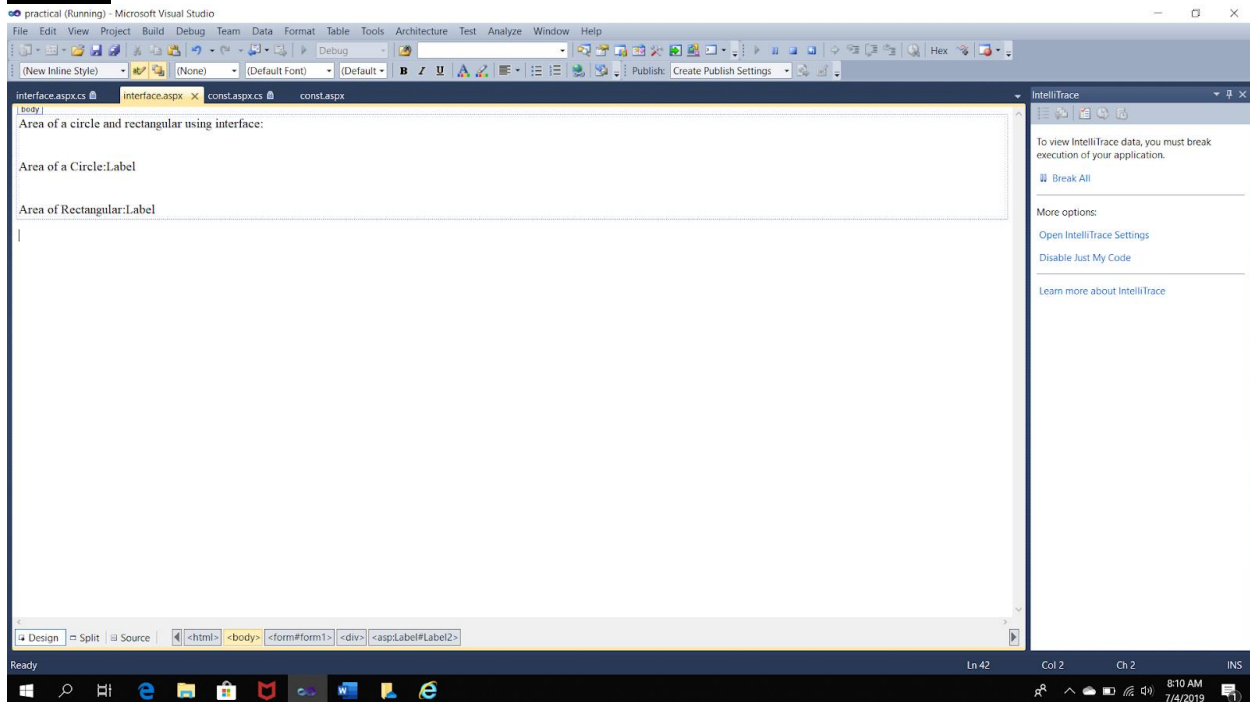 practical (Running) - Microsoft Visual Studio
File Edit View Project Build Debug Team Data Format Table Tools Architecture Test Analyze Window Help
Debug
Hex
(New Inline Style) (None) (Default Font) (Default B I U A Publish: Create Publish Settings
interface.aspx.cs interface.aspx const.aspx.cs const.aspx
body
Area of a circle and rectangular using interface:
Area of a Circle:Label
Area of Rectangular:Label
IntelliTrace
To view IntelliTrace data, you must break
execution of your application.
Break All
More options:
Open IntelliTrace Settings
Disable Just My Code
Learn more about IntelliTrace
Design Split Source <html> <body> <form#form1> <div> <asp:Label#Label2>
Ready Ln 42 Col 2 Ch 2 INS
8:10 AM
7/4/2019